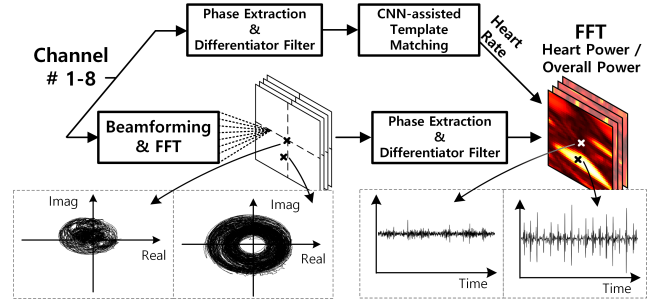 Phase Extraction
&
Differentiator Filter
CNN-assisted
Template
Matching
FFT
Heart Power /
Overall Power
Heart
Rate
Channel
# 1-8
Beamforming
& FFT
Phase Extraction
&
Differentiator Filter
Imag
Real
Imag
Real
Time
Time